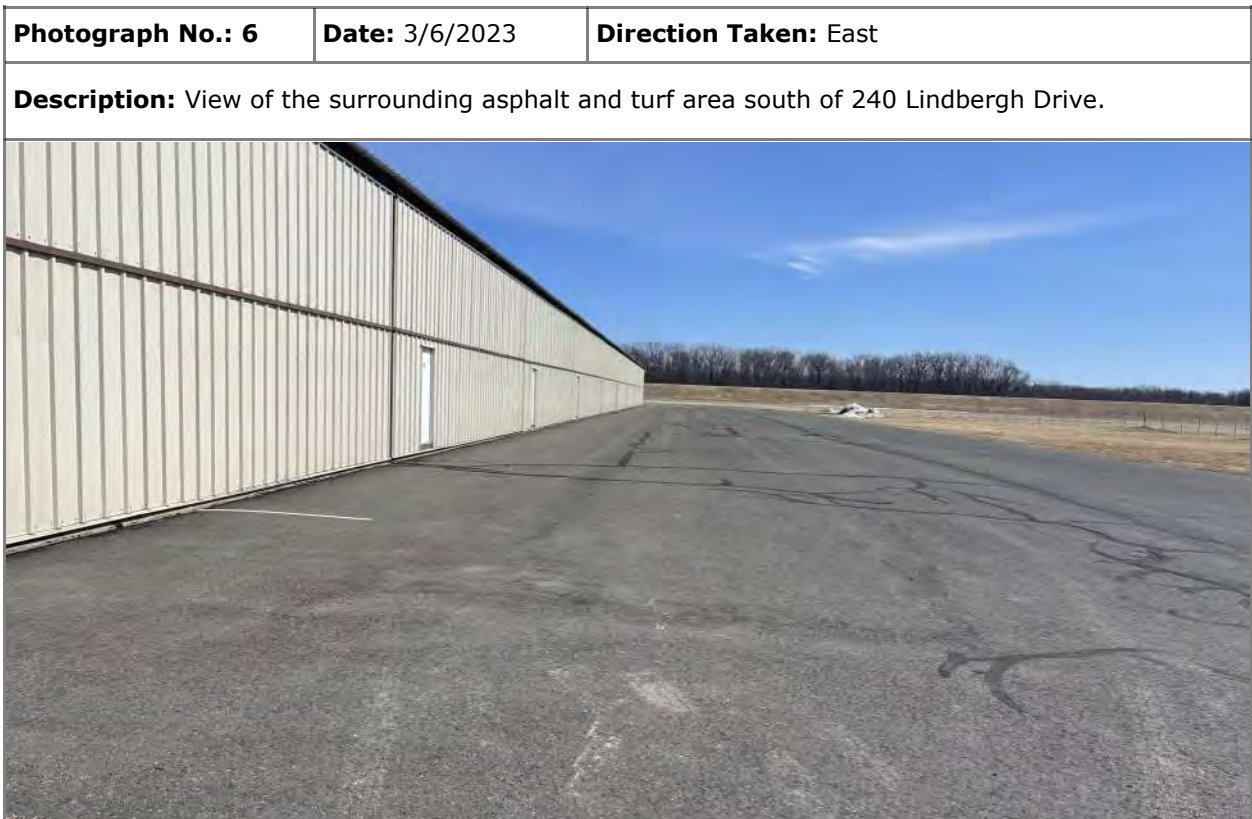 Photograph No.: 6 Date: 3/6/2023 Direction Taken: East
Description: View of the surrounding asphalt and turf area south of 240 Lindbergh Drive.